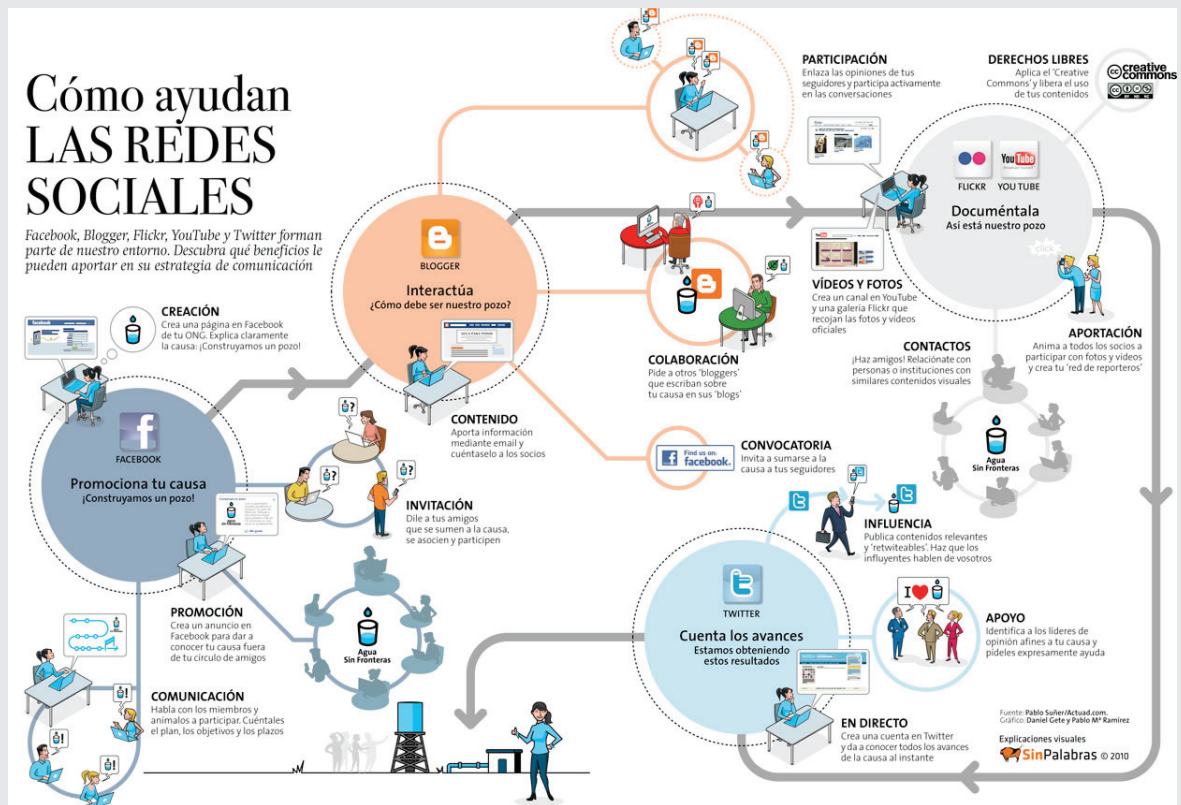 Cómo ayudan
LAS REDES
SOCIALES
Facebook, Blogger, Flickr, YouTube y Twitter forman
parte de nuestro entorno. Descubra qué beneficios le
pueden aportar en su estrategia de comunicación
CREACIÓN
Crea una página en Facebook
de tu ONG. Explica claramente
la causa: ¡Construyamos un pozo!
facebook
FACEBOOK
Promociona tu causa
¡Construyamos un pozo!
INVITACIÓN
Dile a tus amigos
que se sumen a la causa,
se asocien y participen
?
?
?
PROMOCIÓN
Crea un anuncio en
Facebook para dar a
conocer tu causa fuera
de tu circulo de amigos
Agua
Sin Fronteras
COMUNICACIÓN
Habla con los miembros y
anímalos a participar. Cuéntales
el plan, los objetivos y los plazos
!
!
!
BLOGGER
Interactúa
¿Cómo debe ser nuestro pozo?
CONTENIDO
Aporta información
mediante email y
cuéntaselo a los socios
PARTICIPACIÓN
Enlaza las opiniones de tus
seguidores y participa activamente
en las conversaciones
COLABORACIÓN
Pide a otros 'bloggers'
que escriban sobre
tu causa en sus 'blogs'
Find us on
facebook
CONVOCATORIA
Invita a sumarse a la
causa a tus seguidores
DERECHOS LIBRES
Aplica el 'Creative
Commons' y libera el uso
de tus contenidos
cc creative
commons
FLICKR
You Tube
YOU TUBE
Documéntala
Así está nuestro pozo
click
VÍDEOS Y FOTOS
Crea un canal en YouTube
y una galería Flickr que
recojan las fotos y vídeos
oficiales
APORTACIÓN
Anima a todos los socios a
participar con fotos y vídeos
y crea tu 'red de reporteros'
CONTACTOS
¡Haz amigos! Relaciónate con
personas o instituciones con
similares contenidos visuales
Agua
Sin Fronteras
INFLUENCIA
Publica contenidos relevantes
y 'retwiteables'. Haz que los
influyentes hablen de vosotros
TWITTER
Cuenta los avances
Estamos obteniendo
estos resultados
I
APOYO
Identifica a los líderes de
opinión afines a tu causa y
pídeles expresamente ayuda
EN DIRECTO
Crea una cuenta en Twitter
y da a conocer todos los avances
de la causa al instante
Fuente: Pablo Suñer/Actuad.com.
Gráfico: Daniel Gete y Pablo Mª Ramírez
Explicaciones visuales
SinPalabras © 2010